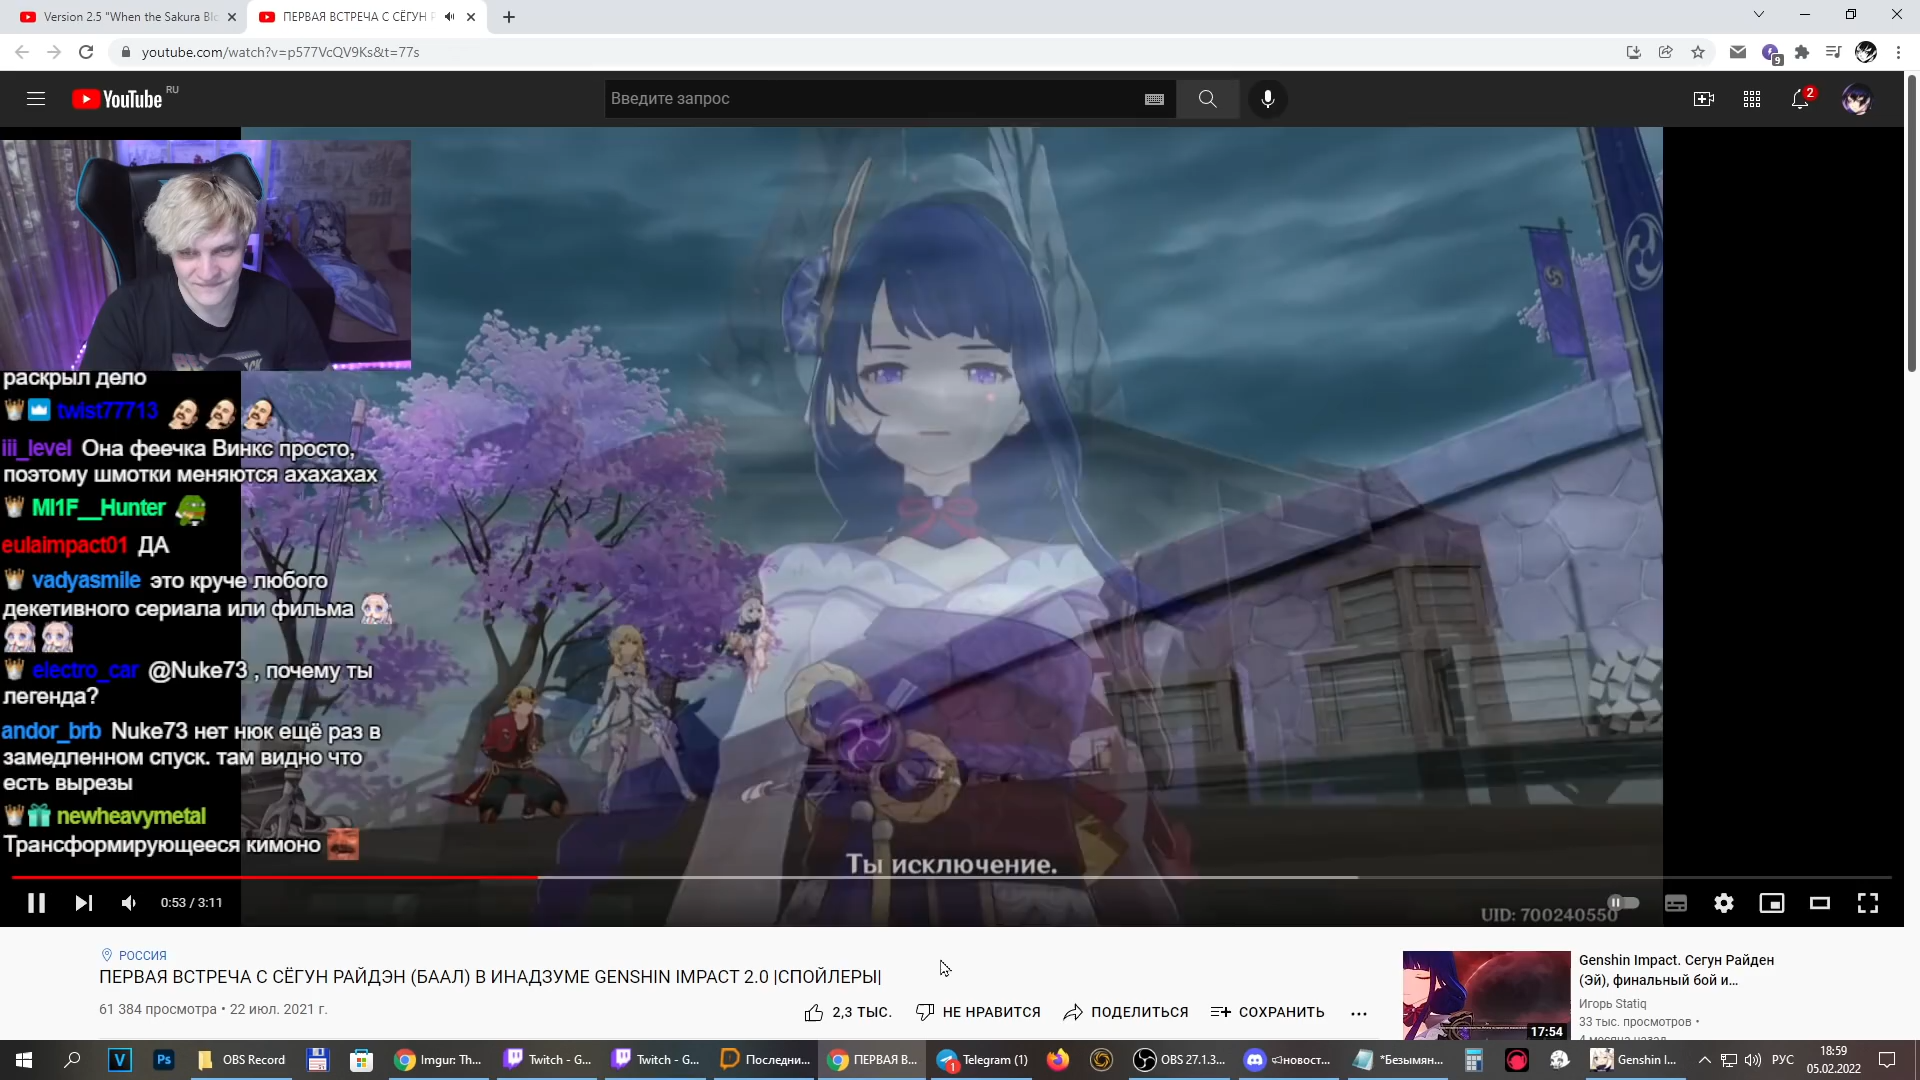 Version 2.5 "When the Sakura Blo
ПЕРВАЯ ВСТРЕЧА С СЁГУН Р
youtube.com/watch?v=p577VcQV9Ks&t=77s
9
YouTube RU
Введите запрос
2
раскрыл дело
twist77713
iii_level Она феечка Винкс просто,
поэтому шмотки меняются ахахахах
MI1F__Hunter
eulaimpact01 ДА
vadyasmile это круче любого
декетивного сериала или фильма
electro_car @Nuke73 , почему ты
легенда?
andor_brb Nuke73 нет нюк ещё раз в
замедленном спуск. там видно что
есть вырезы
newheavymetal
Трансформирующееся кимоно
Ты исключение.
0:53 / 3:11
UID: 700240550
РОССИЯ
ПЕРВАЯ ВСТРЕЧА С СЁГУН РАЙДЭН (БААЛ) В ИНАДЗУМЕ GENSHIN IMPACT 2.0 |СПОЙЛЕРЫ|
61 384 просмотра • 22 июл. 2021 г.
2,3 ТЫС.
НЕ НРАВИТСЯ
ПОДЕЛИТЬСЯ
СОХРАНИТЬ
Genshin Impact. Сегун Райден
(Эй), финальный бой и...
Игорь Statiq
33 тыс. просмотров •
4 месяца назад
17:54
V
Ps
OBS Record
Imgur: Th...
Twitch - G...
Twitch - G...
Последни...
ПЕРВАЯ В...
Telegram (1)
1
OBS 27.1.3...
новост...
*Безымян...
Genshin I...
РУС
18:59
05.02.2022